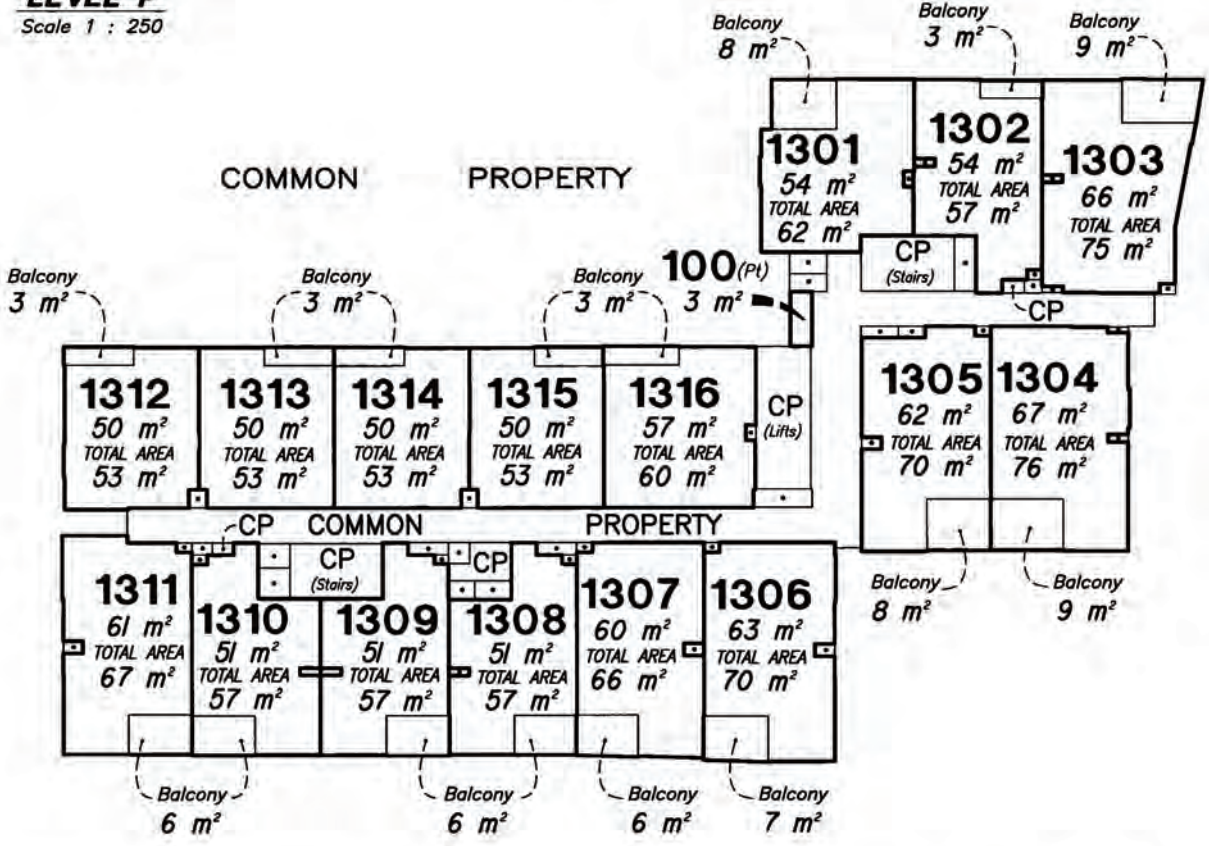 LEVEL P
Scale 1 : 250
Balcony
8 m²
Balcony
3 m²
Balcony
9 m²
1301
54 m²
TOTAL AREA
62 m²
1302
54 m²
TOTAL AREA
57 m²
1303
66 m²
TOTAL AREA
75 m²
COMMON PROPERTY
CP
(Stairs)
CP
100(Pt)
3 m²
Balcony
3 m²
Balcony
3 m²
Balcony
3 m²
1312
50 m²
TOTAL AREA
53 m²
1313
50 m²
TOTAL AREA
53 m²
1314
50 m²
TOTAL AREA
53 m²
1315
50 m²
TOTAL AREA
53 m²
1316
57 m²
TOTAL AREA
60 m²
CP
(Lifts)
1305
62 m²
TOTAL AREA
70 m²
1304
67 m²
TOTAL AREA
76 m²
CP COMMON PROPERTY
CP
(Stairs)
CP
1311
61 m²
TOTAL AREA
67 m²
1310
51 m²
TOTAL AREA
57 m²
1309
51 m²
TOTAL AREA
57 m²
1308
51 m²
TOTAL AREA
57 m²
1307
60 m²
TOTAL AREA
66 m²
1306
63 m²
TOTAL AREA
70 m²
Balcony
8 m²
Balcony
9 m²
Balcony
6 m²
Balcony
6 m²
Balcony
6 m²
Balcony
7 m²